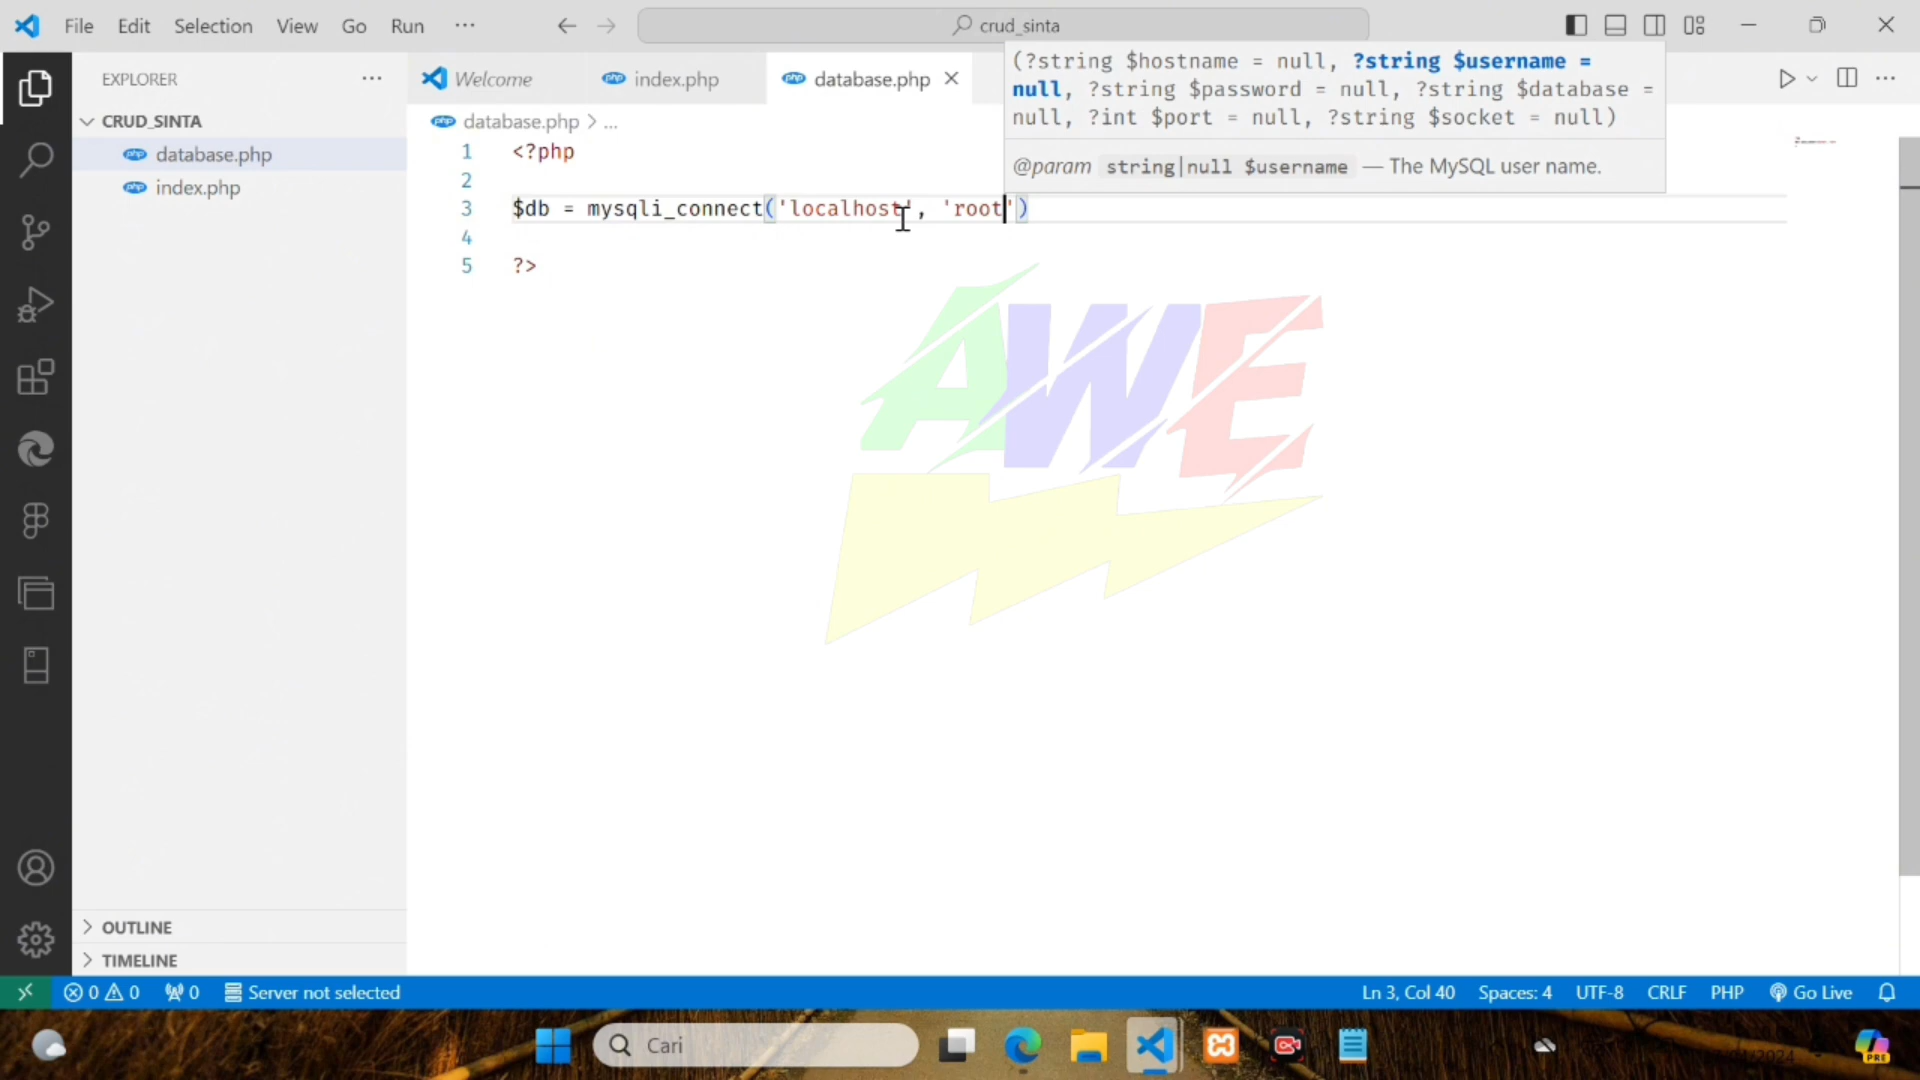 File Edit Selection View Go Run ···
crud_sinta
EXPLORER
Welcome
index.php
database.php
CRUD_SINTA
database.php
index.php
database.php > ...
(?string $hostname = null, ?string $username =
null, ?string $password = null, ?string $database =
null, ?int $port = null, ?string $socket = null)
@param string|null $username — The MySQL user name.
1 <?php
2
3 $db = mysqli_connect('localhost', 'root')
4
5 ?>
AWE
OUTLINE
TIMELINE
0 0 0 Server not selected
Ln 3, Col 40 Spaces: 4 UTF-8 CRLF PHP Go Live
Cari
PRE